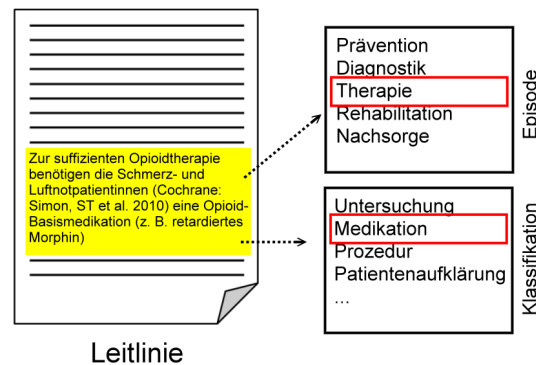 Zur suffizienten Opioidtherapie
benötigen die Schmerz- und
Luftnotpatientinnen (Cochrane:
Simon, ST et al. 2010) eine Opioid-
Basismedikation (z. B. retardiertes
Morphin)
Leitlinie
Prävention
Diagnostik
Therapie
Rehabilitation
Nachsorge
Episode
Untersuchung
Medikation
Prozedur
Patientenaufklärung
...
Klassifikation